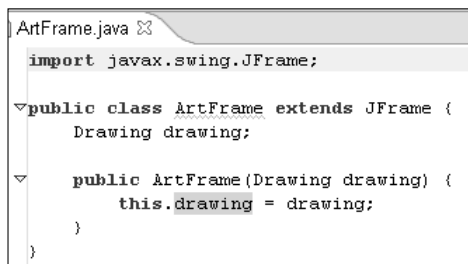 ArtFrame.java
import javax.swing.JFrame;
public class ArtFrame extends JFrame {
Drawing drawing;
public ArtFrame(Drawing drawing) {
this.drawing = drawing;
}
}